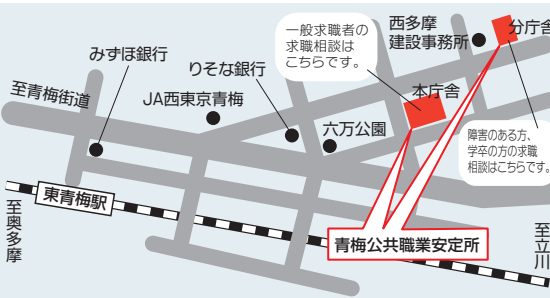 一般求職者の
求職相談は
こちらです。
西多摩
建設事務所
分庁舎
みずほ銀行
りそな銀行
至青梅街道
JA西東京青梅
本庁舎
六万公園
障害のある方、
学卒の方の求職
相談はこちらです。
東青梅駅
至奥多摩
青梅公共職業安定所
至立川